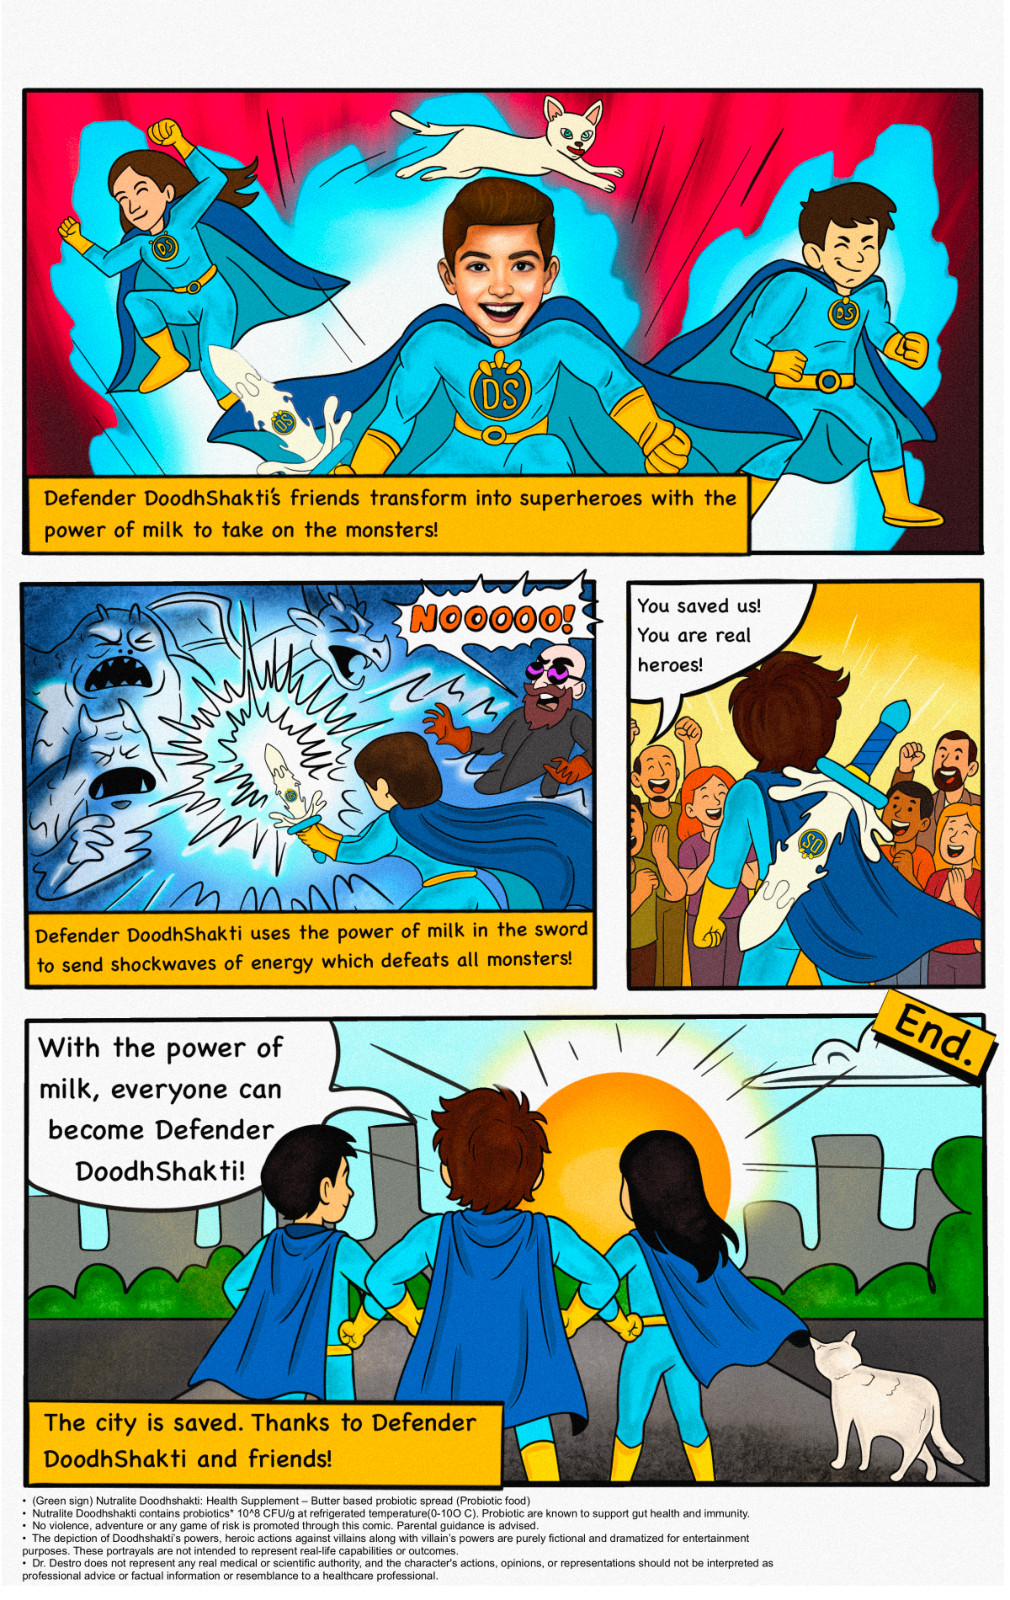 DS
DS
DS
DS
Defender DoodhShakti's friends transform into superheroes with the
power of milk to take on the monsters!
NOOOOO!
Defender DoodhShakti uses the power of milk in the sword
to send shockwaves of energy which defeats all monsters!
You saved us!
You are real
heroes!
End.
With the power of
milk, everyone can
become Defender
DoodhShakti!
The city is saved. Thanks to Defender
DoodhShakti and friends!
• (Green sign) Nutralite Doodhshakti: Health Supplement – Butter based probiotic spread (Probiotic food)
• Nutralite Doodhshakti contains probiotics* 10^8 CFU/g at refrigerated temperature(0-10O C). Probiotic are known to support gut health and immunity.
• No violence, adventure or any game of risk is promoted through this comic. Parental guidance is advised.
• The depiction of Doodhshakti's powers, heroic actions against villains along with villain's powers are purely fictional and dramatized for entertainment
purposes. These portrayals are not intended to represent real-life capabilities or outcomes.
• Dr. Destro does not represent any real medical or scientific authority, and the character's actions, opinions, or representations should not be interpreted as
professional advice or factual information or resemblance to a healthcare professional.